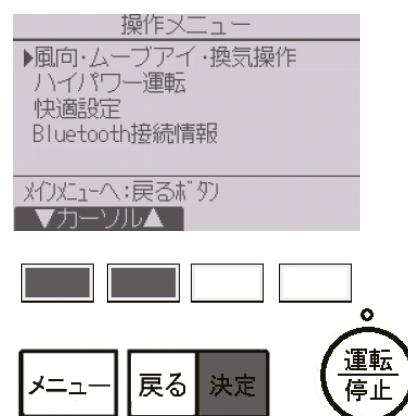 操作メニュー
▶風向･ムーブアイ･換気操作
ハイパワー運転
快適設定
Bluetooth接続情報
ﾒｲﾝﾒﾆｭｰへ:戻るﾎﾞﾀﾝ
▼カーソル▲
メニュー 戻る 決定
運転
停止